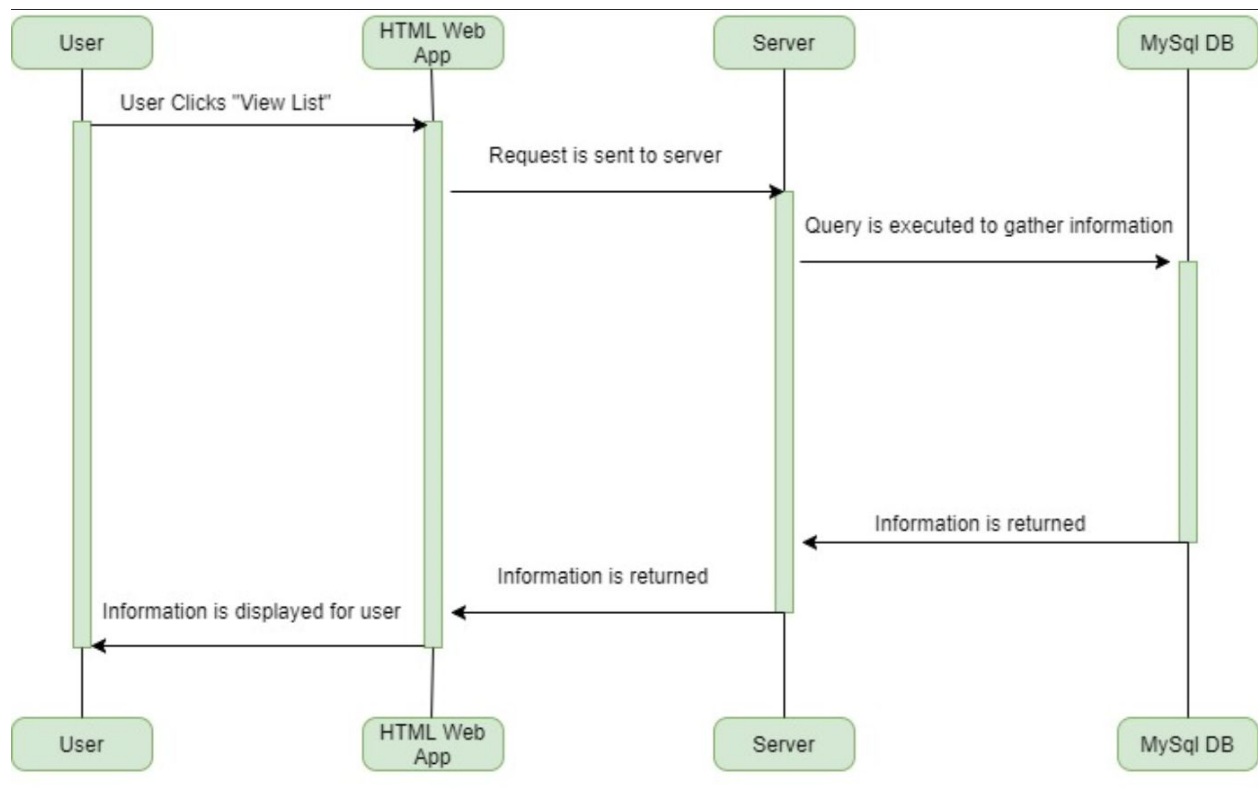 User
HTML Web
App
Server
MySql DB
User Clicks "View List"
Request is sent to server
Query is executed to gather information
Information is returned
Information is returned
Information is displayed for user
User
HTML Web
App
Server
MySql DB